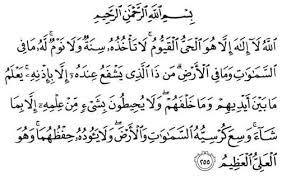 بِسْمِ ٱللَّهِ ٱلرَّحْمَٰنِ ٱلرَّحِيمِ
ٱللَّهُ لَآ إِلَٰهَ إِلَّا هُوَ ٱلْحَىُّ ٱلْقَيُّومُ ۚ لَا تَأْخُذُهُۥ سِنَةٌ وَلَا نَوْمٌ ۚ لَّهُۥ مَا فِى
ٱلسَّمَٰوَٰتِ وَمَا فِى ٱلْأَرْضِ ۗ مَن ذَا ٱلَّذِى يَشْفَعُ عِندَهُۥٓ إِلَّا بِإِذْنِهِۦ ۚ يَعْلَمُ
مَا بَيْنَ أَيْدِيهِمْ وَمَا خَلْفَهُمْ ۖ وَلَا يُحِيطُونَ بِشَىْءٍ مِّنْ عِلْمِهِۦٓ إِلَّا بِمَا
شَآءَ ۚ وَسِعَ كُرْسِيُّهُ ٱلسَّمَٰوَٰتِ وَٱلْأَرْضَ ۖ وَلَا يَـُٔودُهُۥ حِفْظُهُمَا ۚ وَهُوَ
ٱلْعَلِىُّ ٱلْعَظِيمُ ٢٥٥